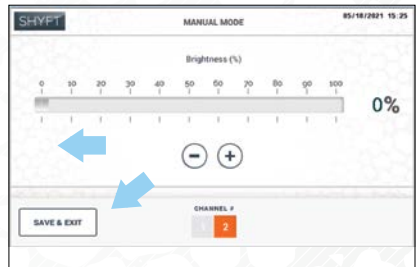 SHYFT MANUAL MODE 05/18/2021 15:25
Brightness (%)
0 10 20 30 40 50 60 70 80 90 100
0%
− +
CHANNEL #
SAVE & EXIT 1 2